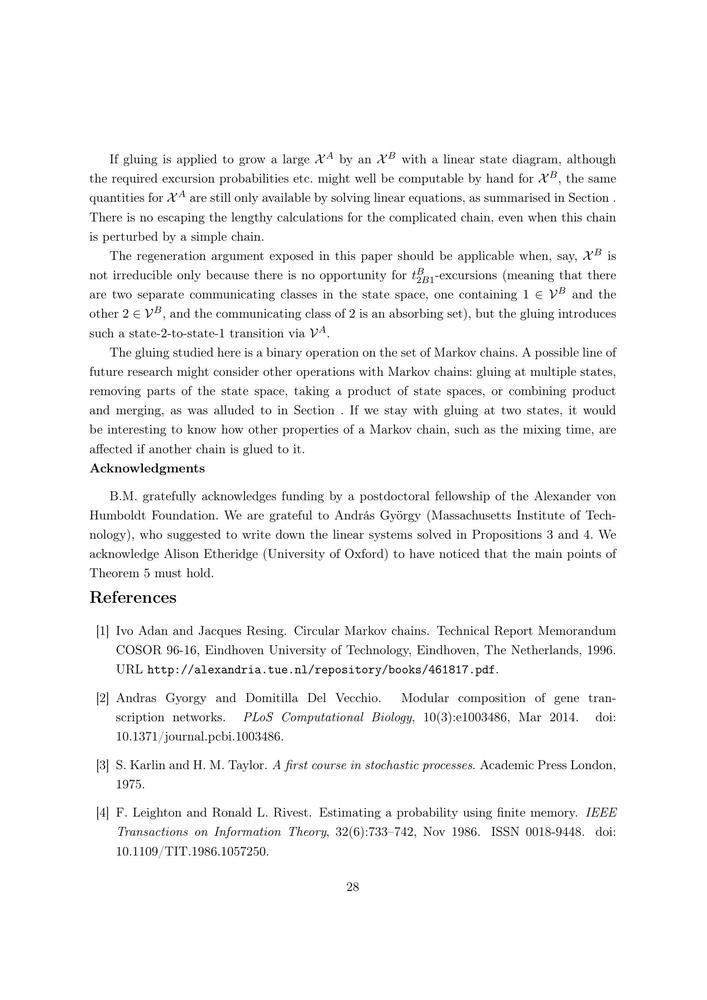 If gluing is applied to grow a large 𝒳^A by an 𝒳^B with a linear state diagram, although
the required excursion probabilities etc. might well be computable by hand for 𝒳^B, the same
quantities for 𝒳^A are still only available by solving linear equations, as summarised in Section .
There is no escaping the lengthy calculations for the complicated chain, even when this chain
is perturbed by a simple chain.
The regeneration argument exposed in this paper should be applicable when, say, 𝒳^B is
not irreducible only because there is no opportunity for t^B_{2B1}-excursions (meaning that there
are two separate communicating classes in the state space, one containing 1 ∈ 𝒱^B and the
other 2 ∈ 𝒱^B, and the communicating class of 2 is an absorbing set), but the gluing introduces
such a state-2-to-state-1 transition via 𝒱^A.
The gluing studied here is a binary operation on the set of Markov chains. A possible line of
future research might consider other operations with Markov chains: gluing at multiple states,
removing parts of the state space, taking a product of state spaces, or combining product
and merging, as was alluded to in Section . If we stay with gluing at two states, it would
be interesting to know how other properties of a Markov chain, such as the mixing time, are
affected if another chain is glued to it.
Acknowledgments
B.M. gratefully acknowledges funding by a postdoctoral fellowship of the Alexander von
Humboldt Foundation. We are grateful to András György (Massachusetts Institute of Tech-
nology), who suggested to write down the linear systems solved in Propositions 3 and 4. We
acknowledge Alison Etheridge (University of Oxford) to have noticed that the main points of
Theorem 5 must hold.
References
[1] Ivo Adan and Jacques Resing. Circular Markov chains. Technical Report Memorandum
COSOR 96-16, Eindhoven University of Technology, Eindhoven, The Netherlands, 1996.
URL http://alexandria.tue.nl/repository/books/461817.pdf.
[2] Andras Gyorgy and Domitilla Del Vecchio. Modular composition of gene tran-
scription networks. PLoS Computational Biology, 10(3):e1003486, Mar 2014. doi:
10.1371/journal.pcbi.1003486.
[3] S. Karlin and H. M. Taylor. A first course in stochastic processes. Academic Press London,
1975.
[4] F. Leighton and Ronald L. Rivest. Estimating a probability using finite memory. IEEE
Transactions on Information Theory, 32(6):733–742, Nov 1986. ISSN 0018-9448. doi:
10.1109/TIT.1986.1057250.
28